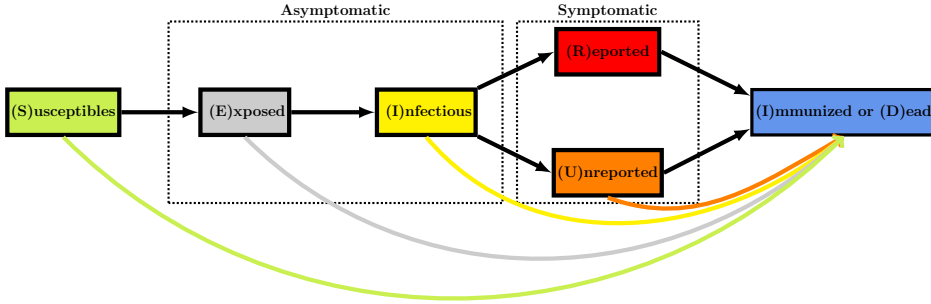 Asymptomatic
Symptomatic
(S)usceptibles
(E)xposed
(I)nfectious
(R)eported
(U)nreported
(I)mmunized or (D)ead